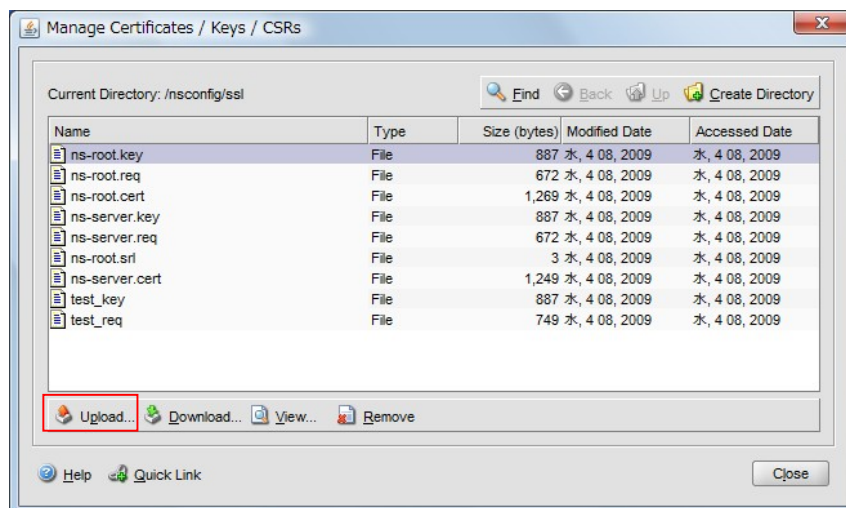 Manage Certificates / Keys / CSRs
Current Directory: /nsconfig/ssl Find Back Up Create Directory
Name Type Size (bytes) Modified Date Accessed Date
ns-root.key File 887 水, 4 08, 2009 水, 4 08, 2009
ns-root.req File 672 水, 4 08, 2009 水, 4 08, 2009
ns-root.cert File 1,269 水, 4 08, 2009 水, 4 08, 2009
ns-server.key File 887 水, 4 08, 2009 水, 4 08, 2009
ns-server.req File 672 水, 4 08, 2009 水, 4 08, 2009
ns-root.srl File 3 水, 4 08, 2009 水, 4 08, 2009
ns-server.cert File 1,249 水, 4 08, 2009 水, 4 08, 2009
test_key File 887 水, 4 08, 2009 水, 4 08, 2009
test_req File 749 水, 4 08, 2009 水, 4 08, 2009
Upload... Download... View... Remove
Help Quick Link Close